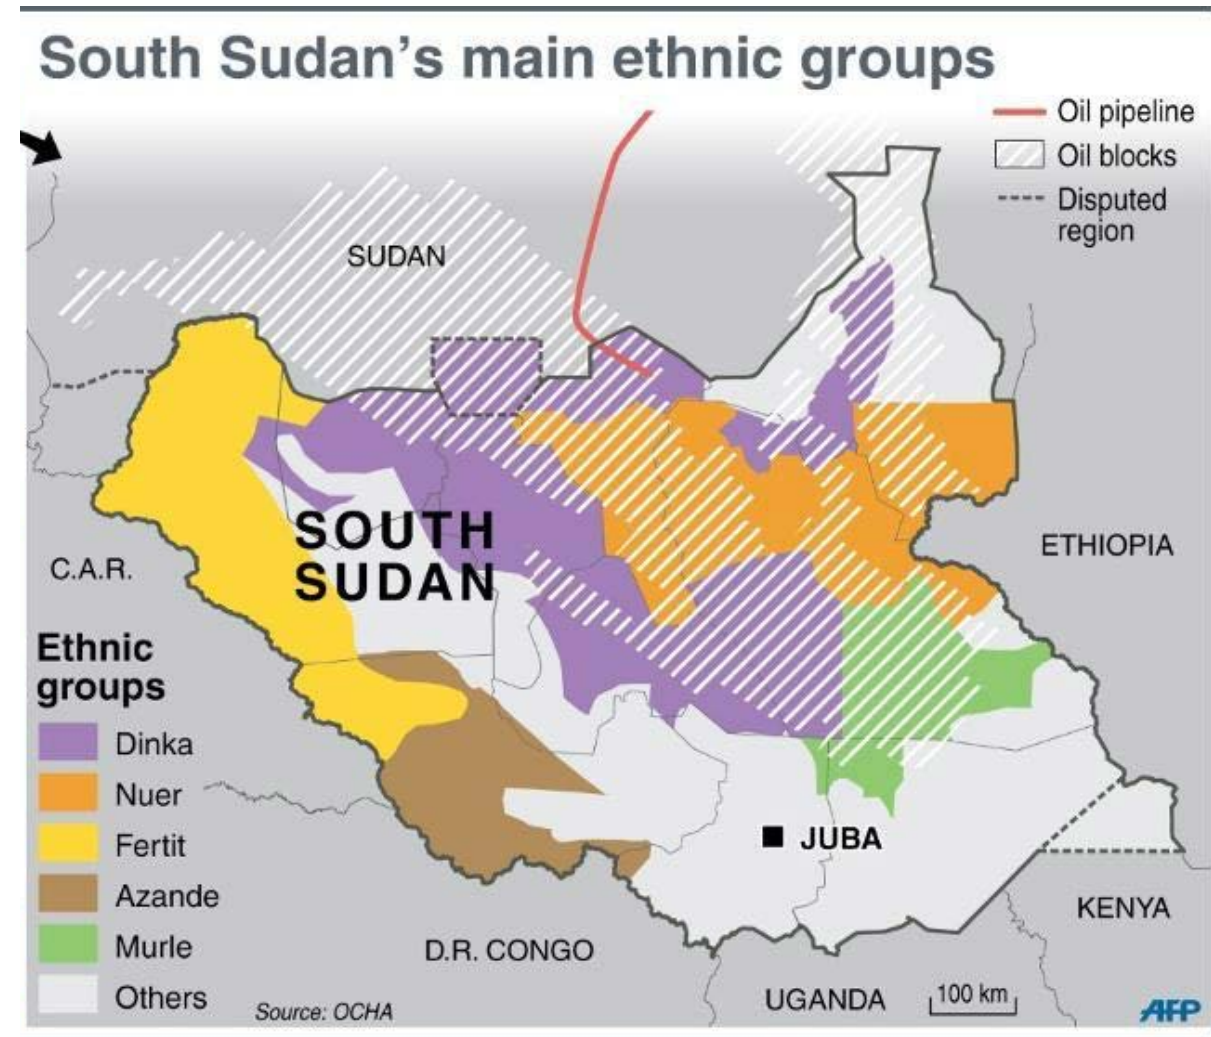 South Sudan's main ethnic groups
Oil pipeline
Oil blocks
Disputed
region
SUDAN
SOUTH
SUDAN
C.A.R.
ETHIOPIA
Ethnic
groups
Dinka
Nuer
Fertit
Azande
Murle
Others
JUBA
KENYA
D.R. CONGO
UGANDA
100 km
Source: OCHA
AFP